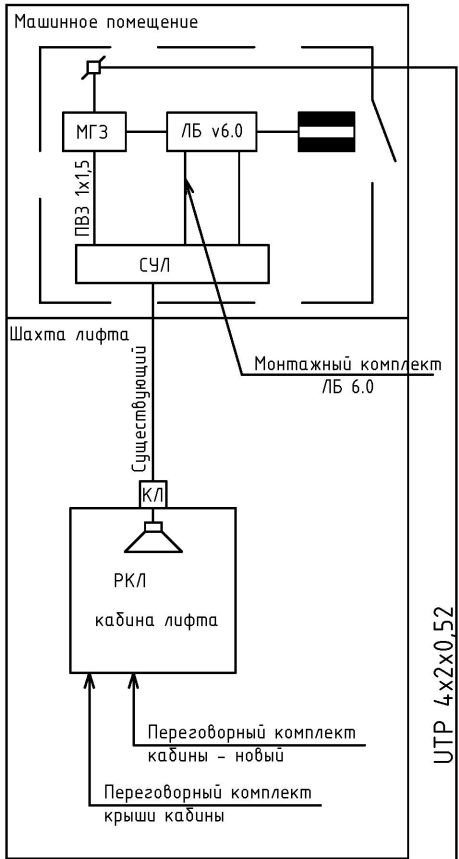 Машинное помещение
МГЗ
ЛБ v6.0
ПВЗ 1х1,5
СУЛ
Шахта лифта
Существующий
Монтажный комплект
ЛБ 6.0
КЛ
РКЛ
кабина лифта
UTP 4x2x0,52
Переговорный комплект
кабины - новый
Переговорный комплект
крыши кабины